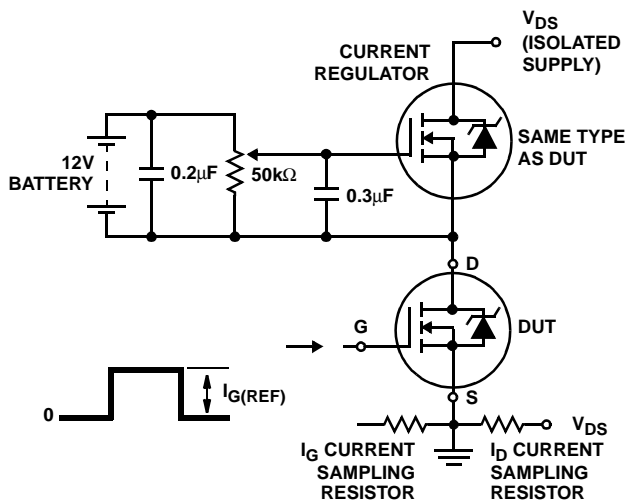 V_DS
(ISOLATED
SUPPLY)
CURRENT
REGULATOR
SAME TYPE
AS DUT
12V
BATTERY
0.2μF
50kΩ
0.3μF
D
DUT
G
S
0
I_G(REF)
V_DS
I_G CURRENT
SAMPLING
RESISTOR
I_D CURRENT
SAMPLING
RESISTOR